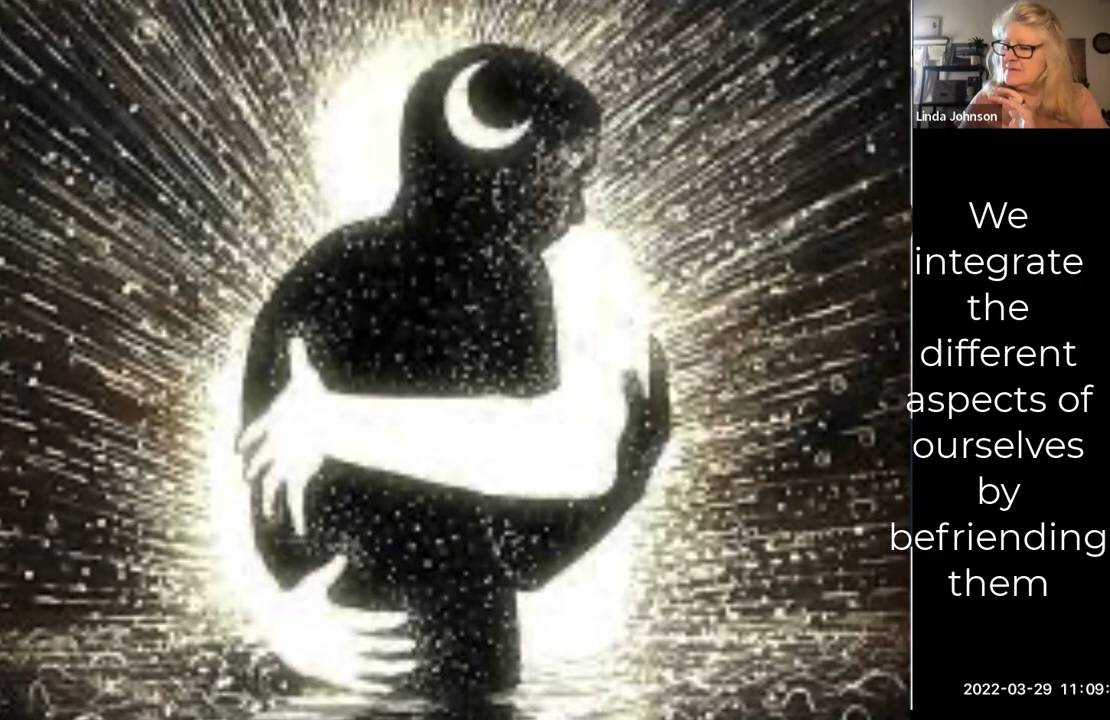 Linda Johnson
We
integrate
the
different
aspects of
ourselves
by
befriending
them
2022-03-29 11:09: